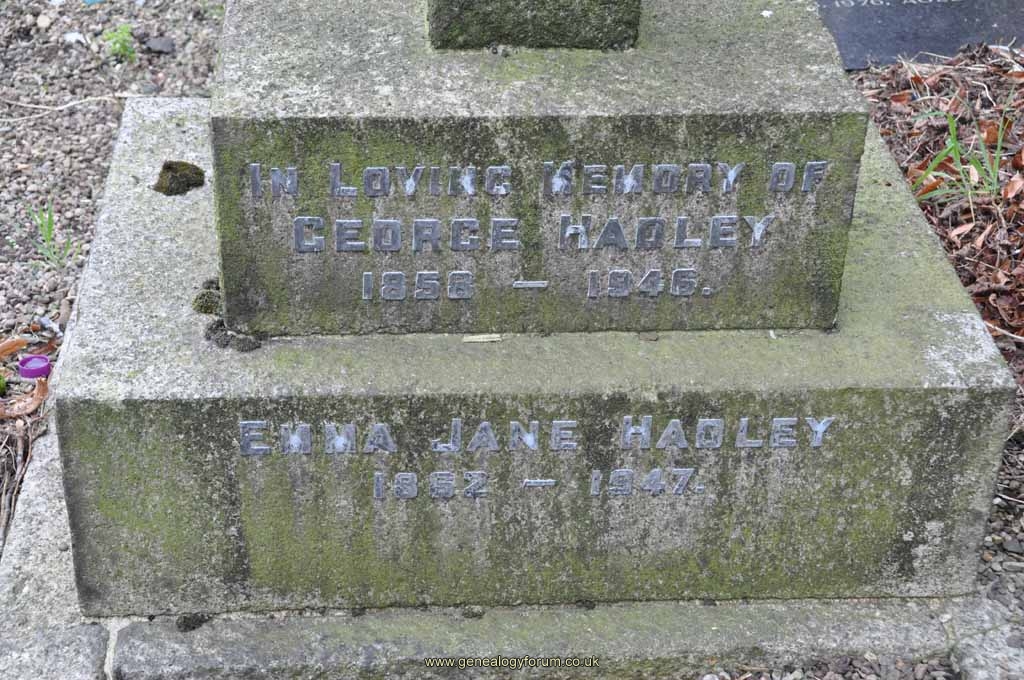 IN LOVING MEMORY OF
GEORGE HADLEY
1858 — 1946.
EMMA JANE HADLEY
1862 — 1947.
www.genealogyforum.co.uk